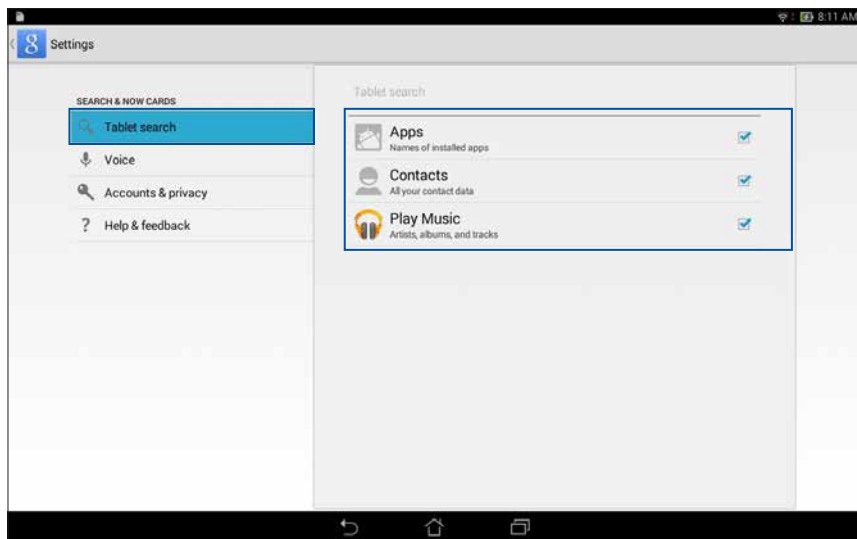 8:11 AM
8 Settings
SEARCH & NOW CARDS
Tablet search
Voice
Accounts & privacy
? Help & feedback
Tablet search
Apps
Names of installed apps
Contacts
All your contact data
Play Music
Artists, albums, and tracks